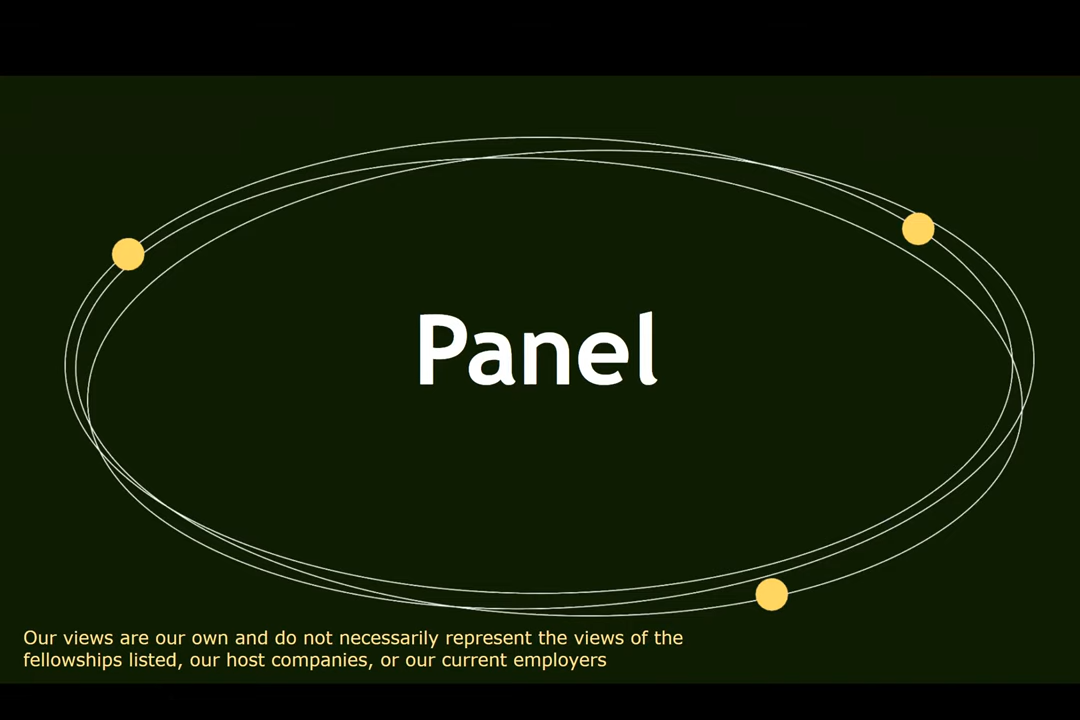 Panel
Our views are our own and do not necessarily represent the views of the
fellowships listed, our host companies, or our current employers